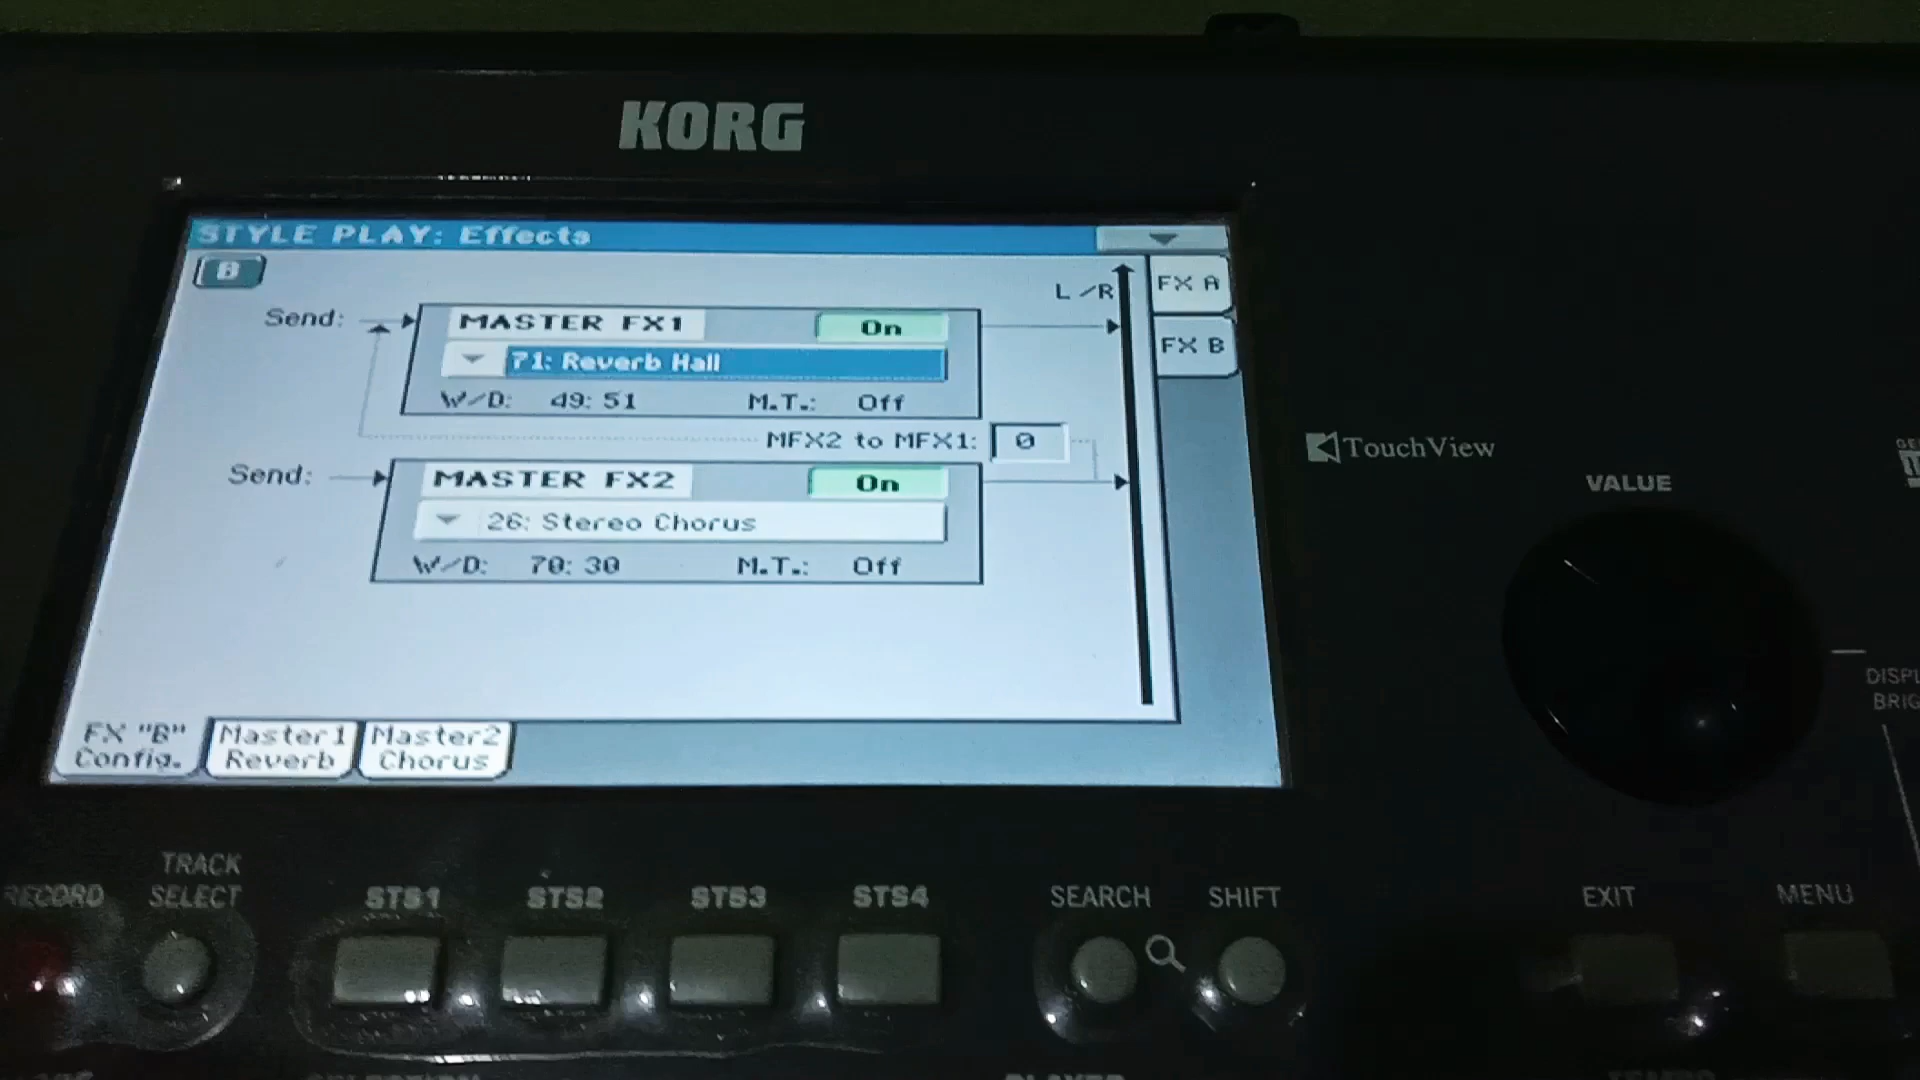 KORG
STYLE PLAY: Effects
B
L/R
FX A
Send:
MASTER FX1
On
71: Reverb Hall
FX B
W/D: 49: 51
M.T.: Off
MFX2 to MFX1: 0
Send:
MASTER FX2
On
26: Stereo Chorus
W/D: 70: 30
M.T.: Off
FX "B"
Config.
Master1
Reverb
Master2
Chorus
TouchView
VALUE
RECORD
TRACK
SELECT
STS1
STS2
STS3
STS4
SEARCH
SHIFT
EXIT
MENU